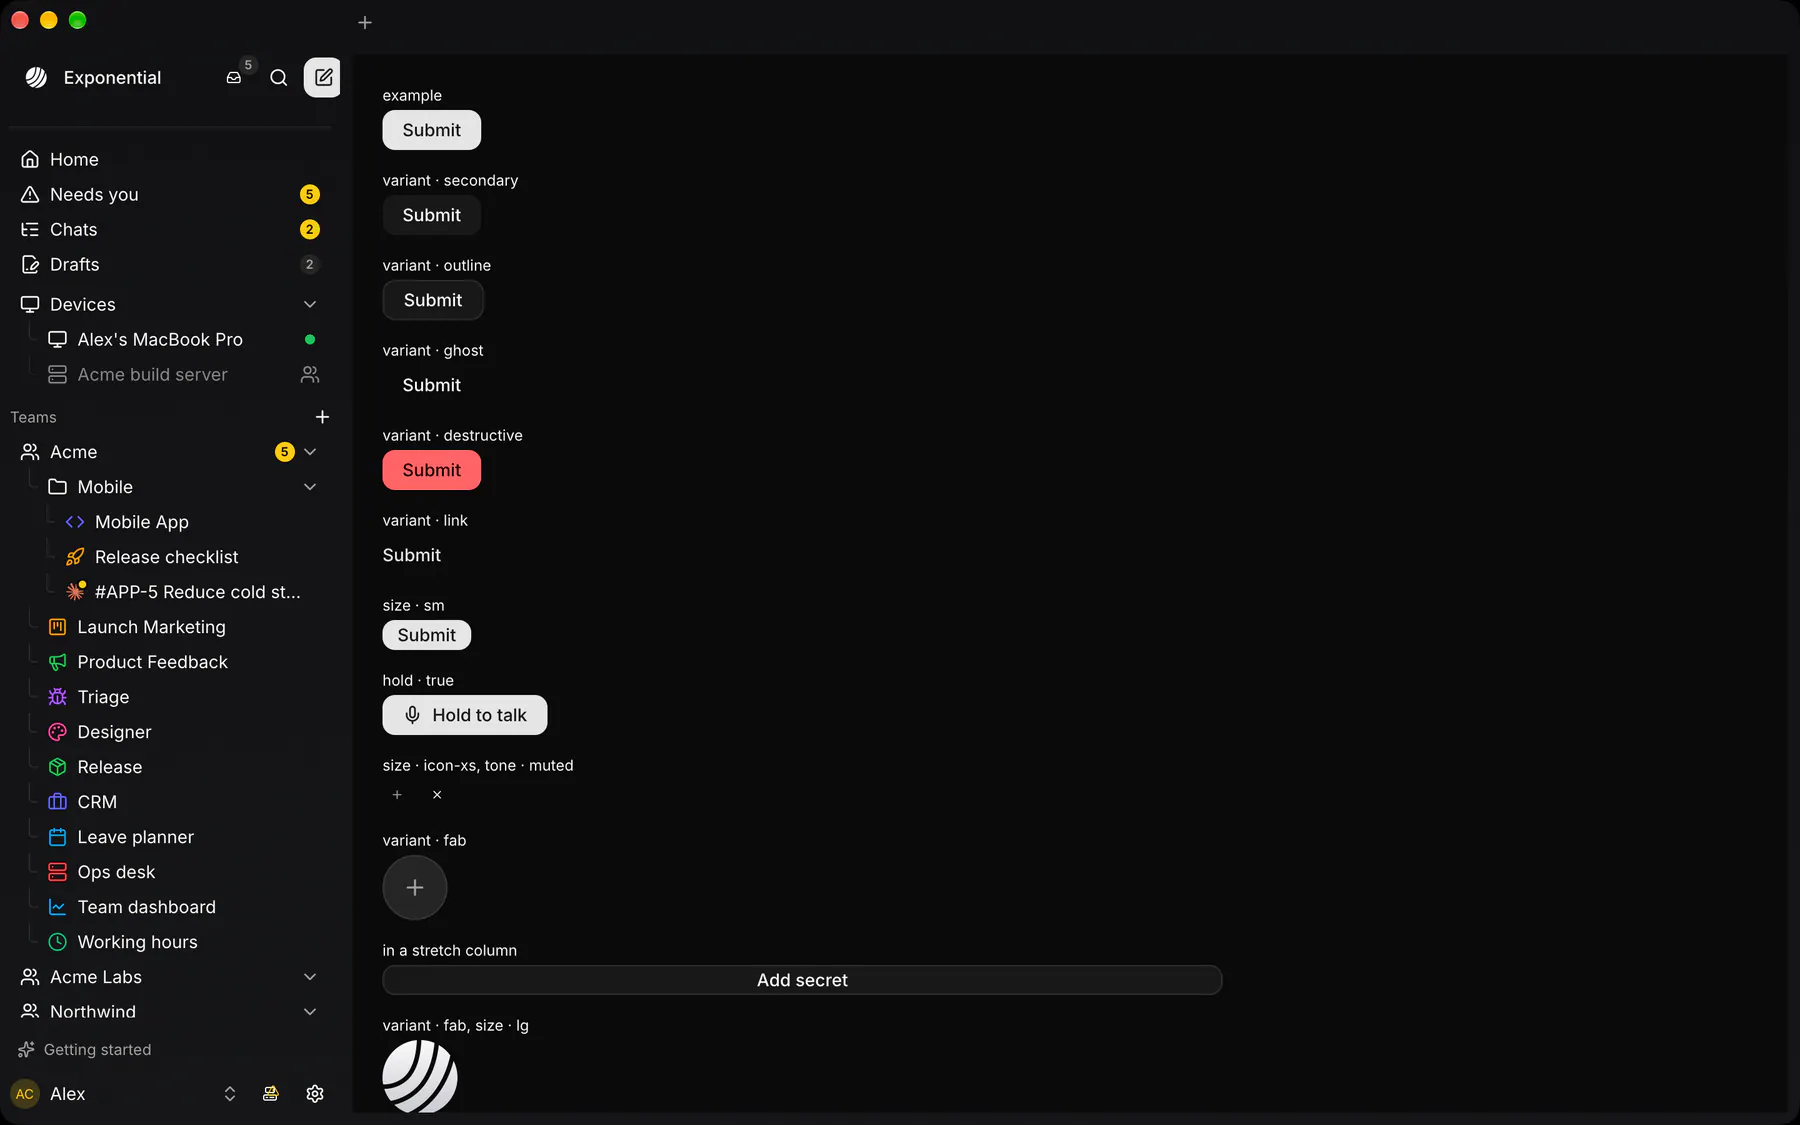 Exponential
5
Home
Needs you
5
Chats
2
Drafts
2
Devices
Alex's MacBook Pro
Acme build server
Teams
Acme
5
Mobile
Mobile App
Release checklist
#APP-5 Reduce cold st...
Launch Marketing
Product Feedback
Triage
Designer
Release
CRM
Leave planner
Ops desk
Team dashboard
Working hours
Acme Labs
Northwind
Getting started
AC
Alex
example
Submit
variant · secondary
Submit
variant · outline
Submit
variant · ghost
Submit
variant · destructive
Submit
variant · link
Submit
size · sm
Submit
hold · true
Hold to talk
size · icon-xs, tone · muted
variant · fab
in a stretch column
Add secret
variant · fab, size · lg